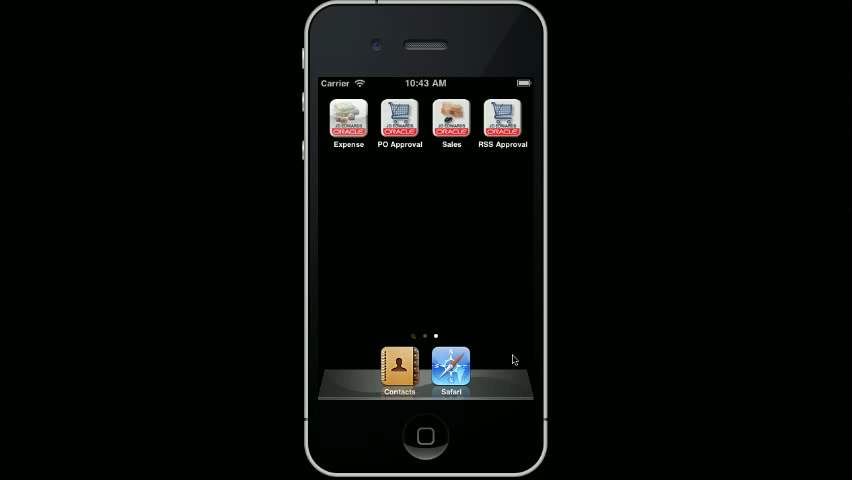 Carrier 10:43 AM
JD EDWARDS JD EDWARDS JD EDWARDS JD EDWARDS
ORACLE ORACLE ORACLE ORACLE
Expense PO Approval Sales RSS Approval
Contacts Safari